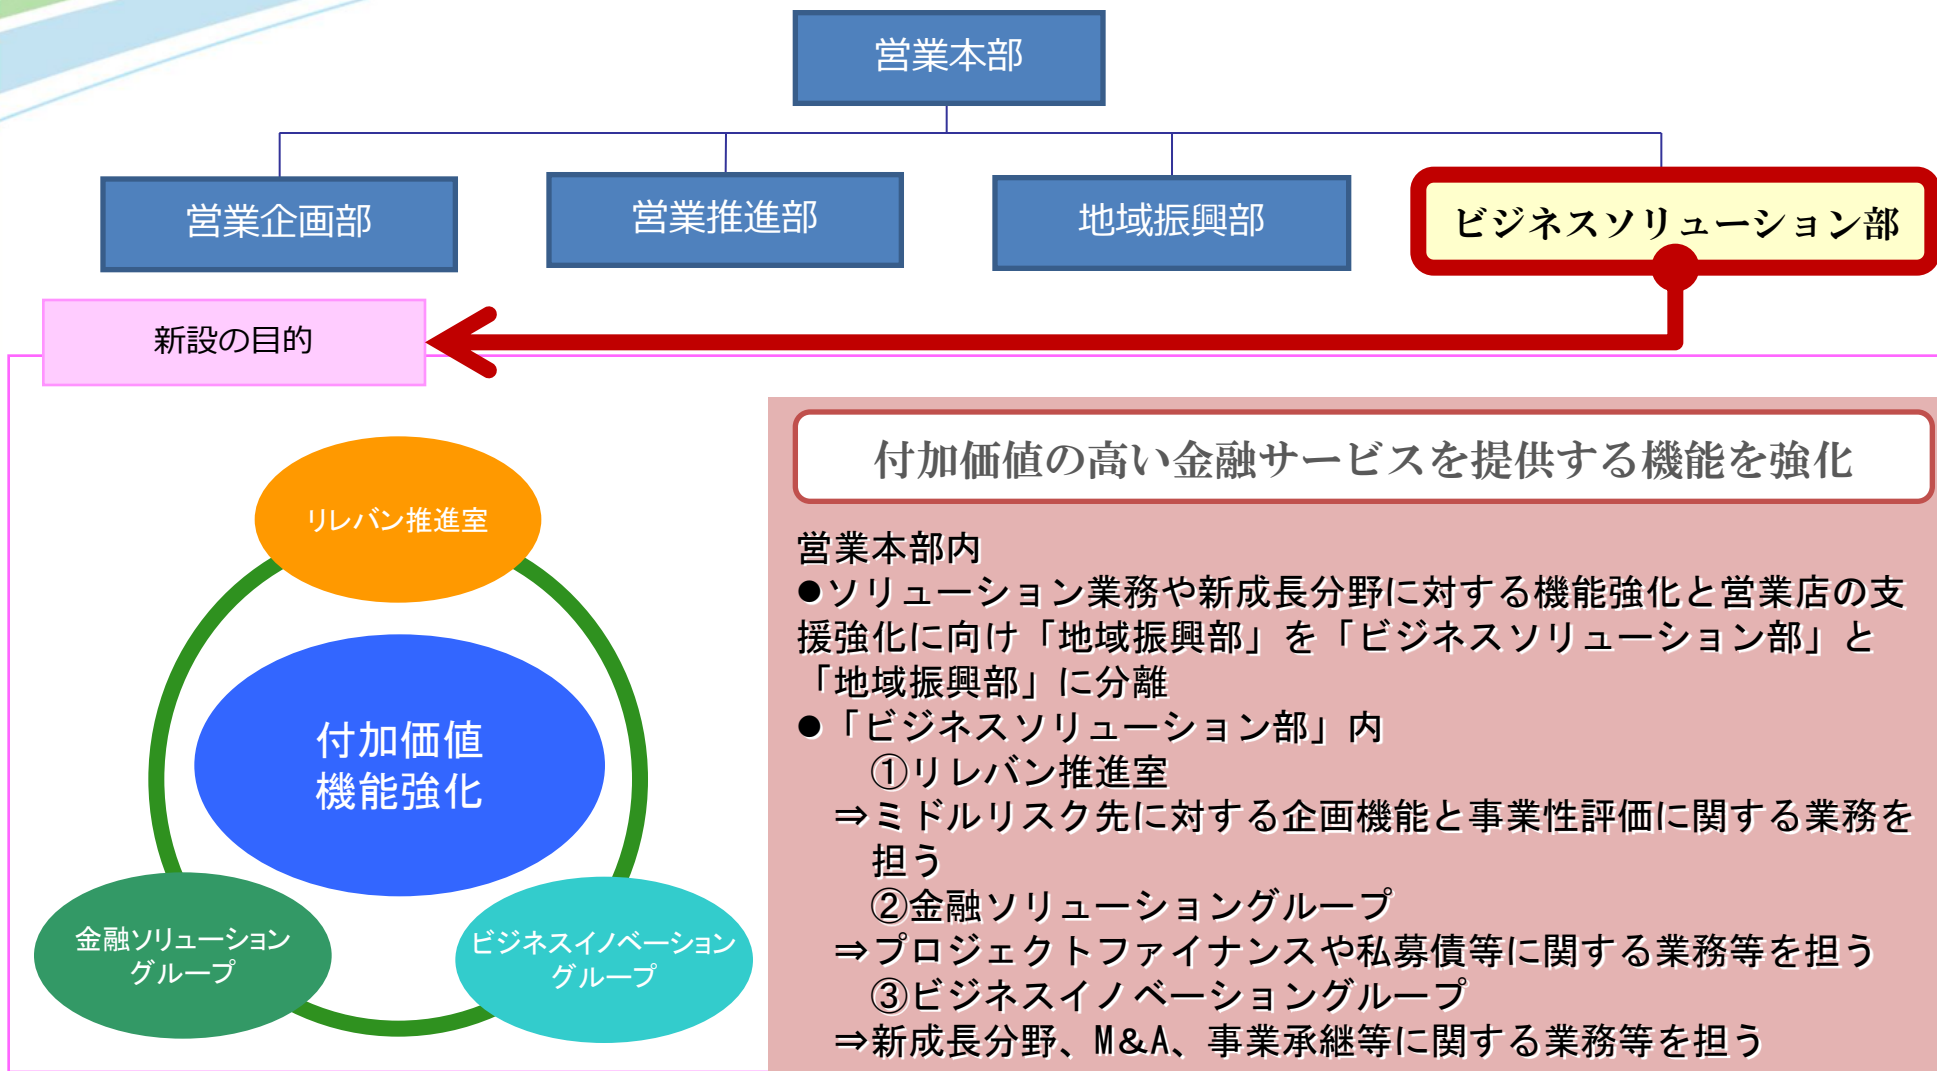 営業本部
営業企画部
営業推進部
地域振興部
ビジネスソリューション部
新設の目的
リレバン推進室
付加価値
機能強化
金融ソリューション
グループ
ビジネスイノベーション
グループ
付加価値の高い金融サービスを提供する機能を強化
営業本部内
●ソリューション業務や新成長分野に対する機能強化と営業店の支
援強化に向け「地域振興部」を「ビジネスソリューション部」と
「地域振興部」に分離
●「ビジネスソリューション部」内
①リレバン推進室
⇒ミドルリスク先に対する企画機能と事業性評価に関する業務を
担う
②金融ソリューショングループ
⇒プロジェクトファイナンスや私募債等に関する業務等を担う
③ビジネスイノベーショングループ
⇒新成長分野、M&A、事業承継等に関する業務等を担う